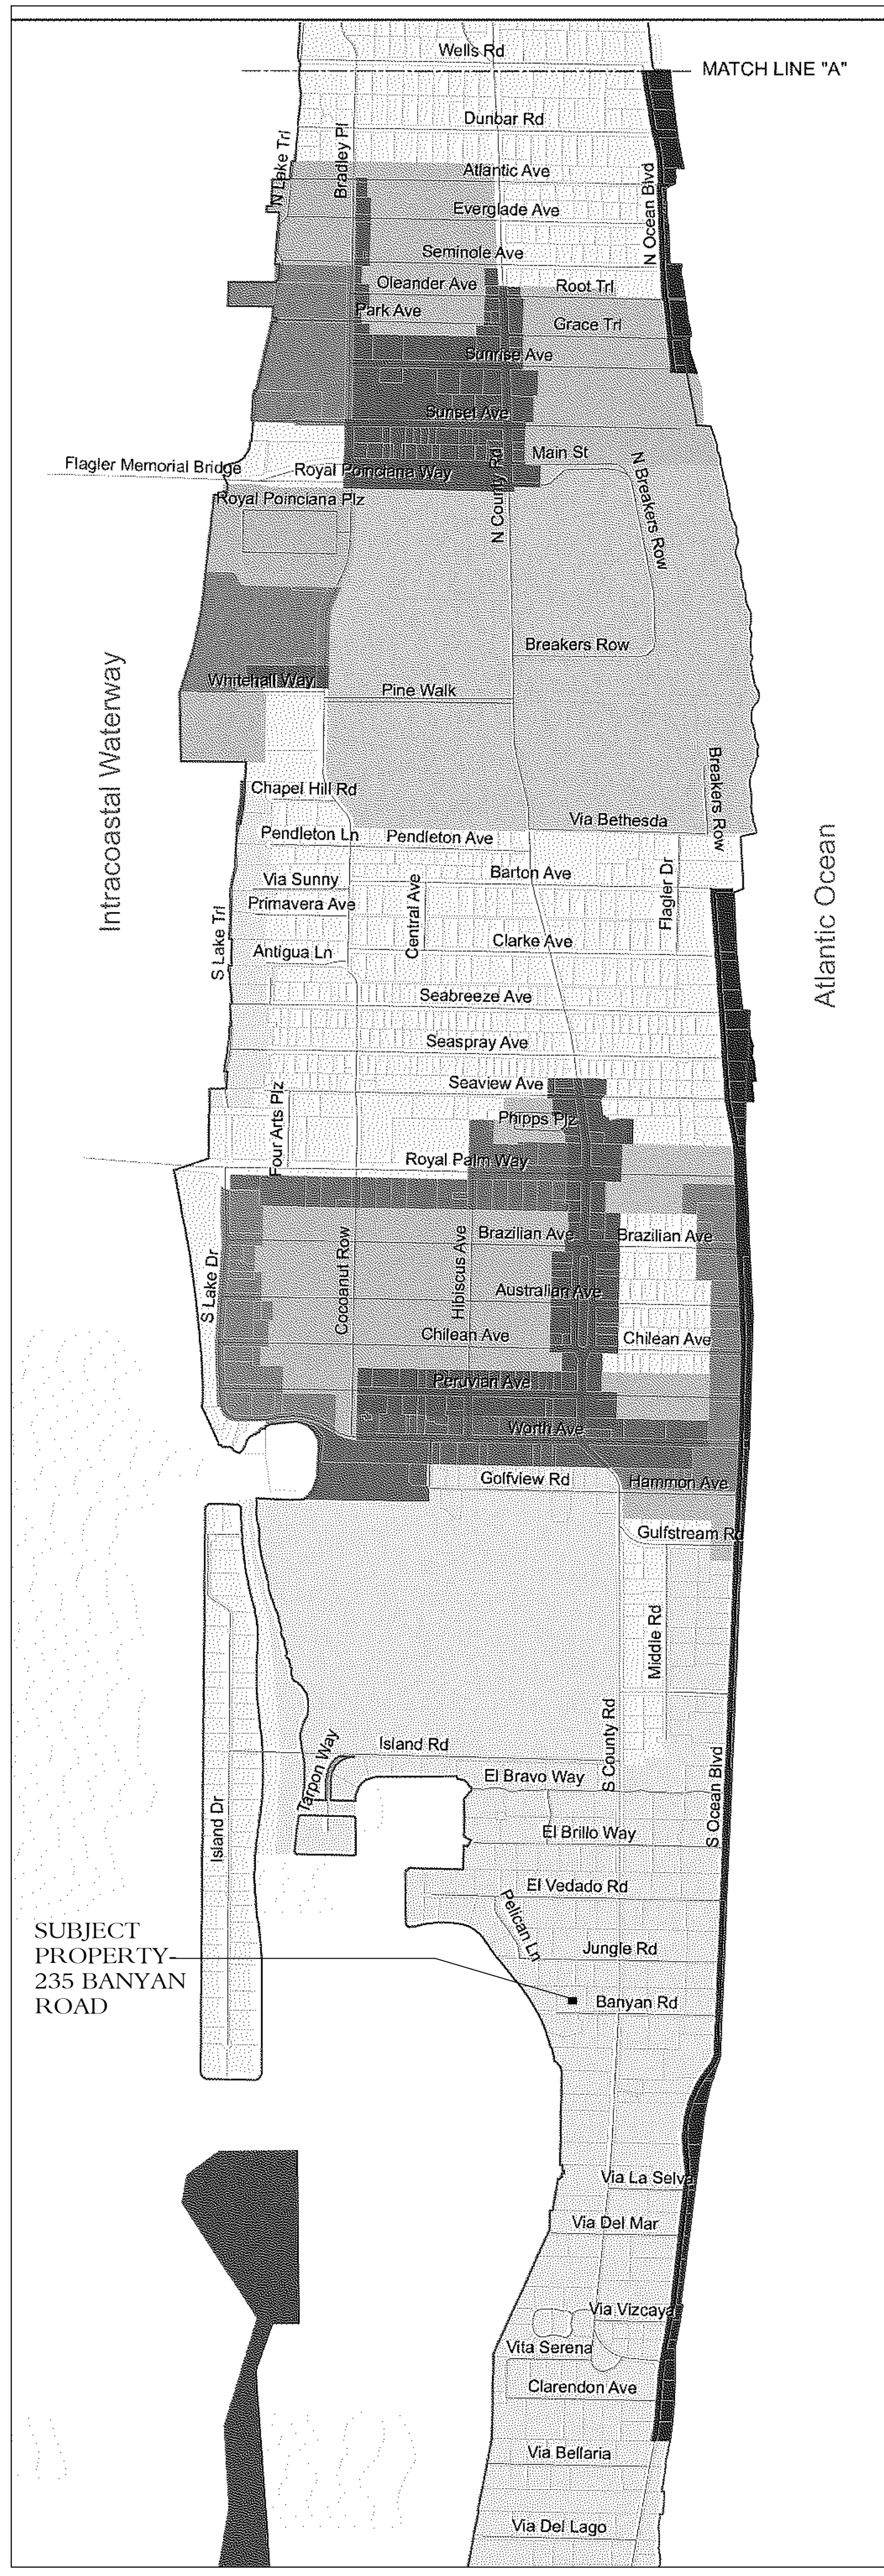 Wells Rd
MATCH LINE "A"
Dunbar Rd
N Lake Trl
Bradley Pl
Atlantic Ave
N Ocean Blvd
Everglade Ave
Seminole Ave
Oleander Ave
Root Trl
Park Ave
Grace Trl
Sunrise Ave
Sunset Ave
Main St
Flagler Memorial Bridge
Royal Poinciana Way
N County Rd
N Breakers Row
Royal Poinciana Plz
Breakers Row
Intracoastal Waterway
Whitehall Way
Pine Walk
Breakers Row
Chapel Hill Rd
Via Bethesda
Pendleton Ln
Pendleton Ave
Atlantic Ocean
Barton Ave
Via Sunny
Flagler Dr
Primavera Ave
Central Ave
S Lake Trl
Clarke Ave
Antigua Ln
Seabreeze Ave
Seaspray Ave
Seaview Ave
Four Arts Plz
Phipps Plz
Royal Palm Way
Brazilian Ave
Brazilian Ave
S Lake Dr
Cocoanut Row
Hibiscus Ave
Australian Ave
Chilean Ave
Chilean Ave
Peruvian Ave
Worth Ave
Golfview Rd
Hammon Ave
Gulfstream Rd
Middle Rd
S County Rd
Island Rd
Tarpon Way
El Bravo Way
S Ocean Blvd
Island Dr
El Brillo Way
El Vedado Rd
Pelican Ln
SUBJECT
PROPERTY-
235 BANYAN
ROAD
Jungle Rd
Banyan Rd
Via La Selva
Via Del Mar
Via Vizcaya
Vita Serena
Clarendon Ave
Via Bellaria
Via Del Lago